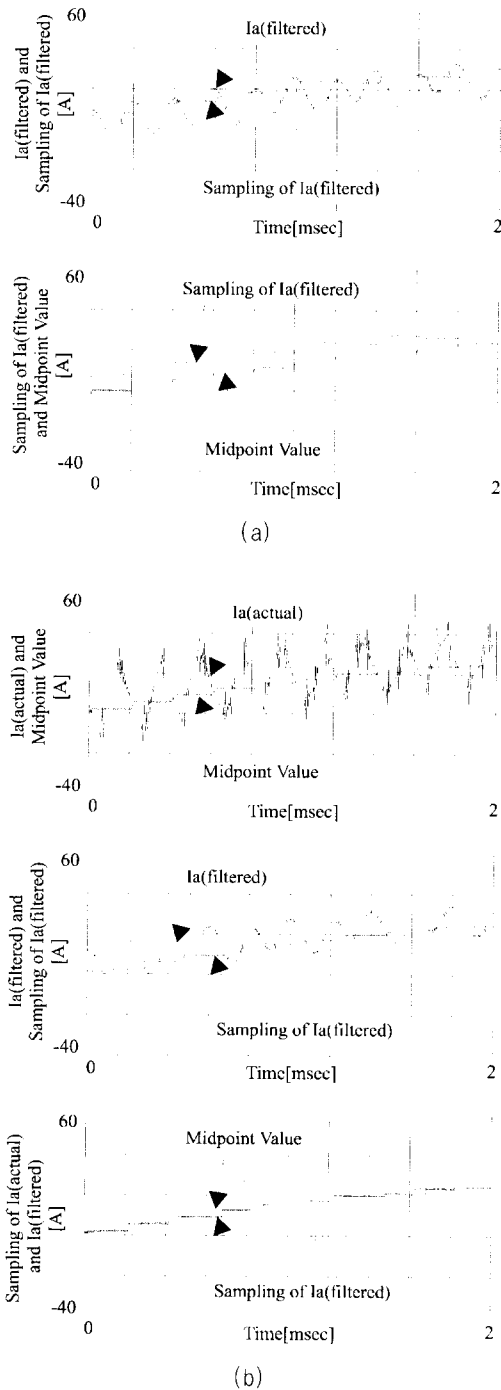 Ia(filtered) and
Sampling of Ia(filtered)
[A]
60
-40
Ia(filtered)
Sampling of Ia(filtered)
0
2
Time[msec]
Sampling of Ia(filtered)
and Midpoint Value
[A]
60
-40
Sampling of Ia(filtered)
Midpoint Value
0
2
Time[msec]
(a)
Ia(actual) and
Midpoint Value
[A]
60
-40
Ia(actual)
Midpoint Value
0
2
Time[msec]
Ia(filtered) and
Sampling of Ia(filtered)
[A]
60
-40
Ia(filtered)
Sampling of Ia(filtered)
0
2
Time[msec]
Sampling of Ia(actual)
and Ia(filtered)
[A]
60
-40
Midpoint Value
Sampling of Ia(filtered)
0
2
Time[msec]
(b)